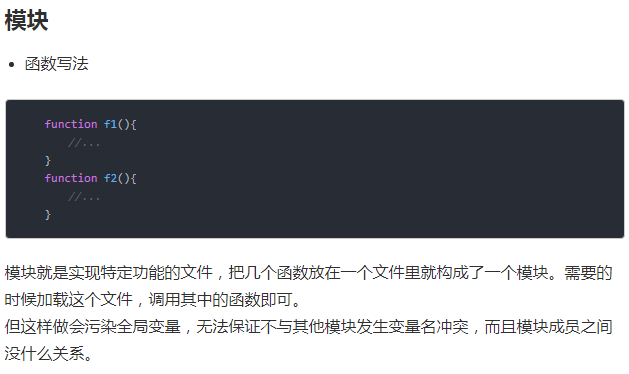 模块
函数写法
function f1(){
//...
}
function f2(){
//...
}
模块就是实现特定功能的文件，把几个函数放在一个文件里就构成了一个模块。需要的
时候加载这个文件，调用其中的函数即可。
但这样做会污染全局变量，无法保证不与其他模块发生变量名冲突，而且模块成员之间
没什么关系。